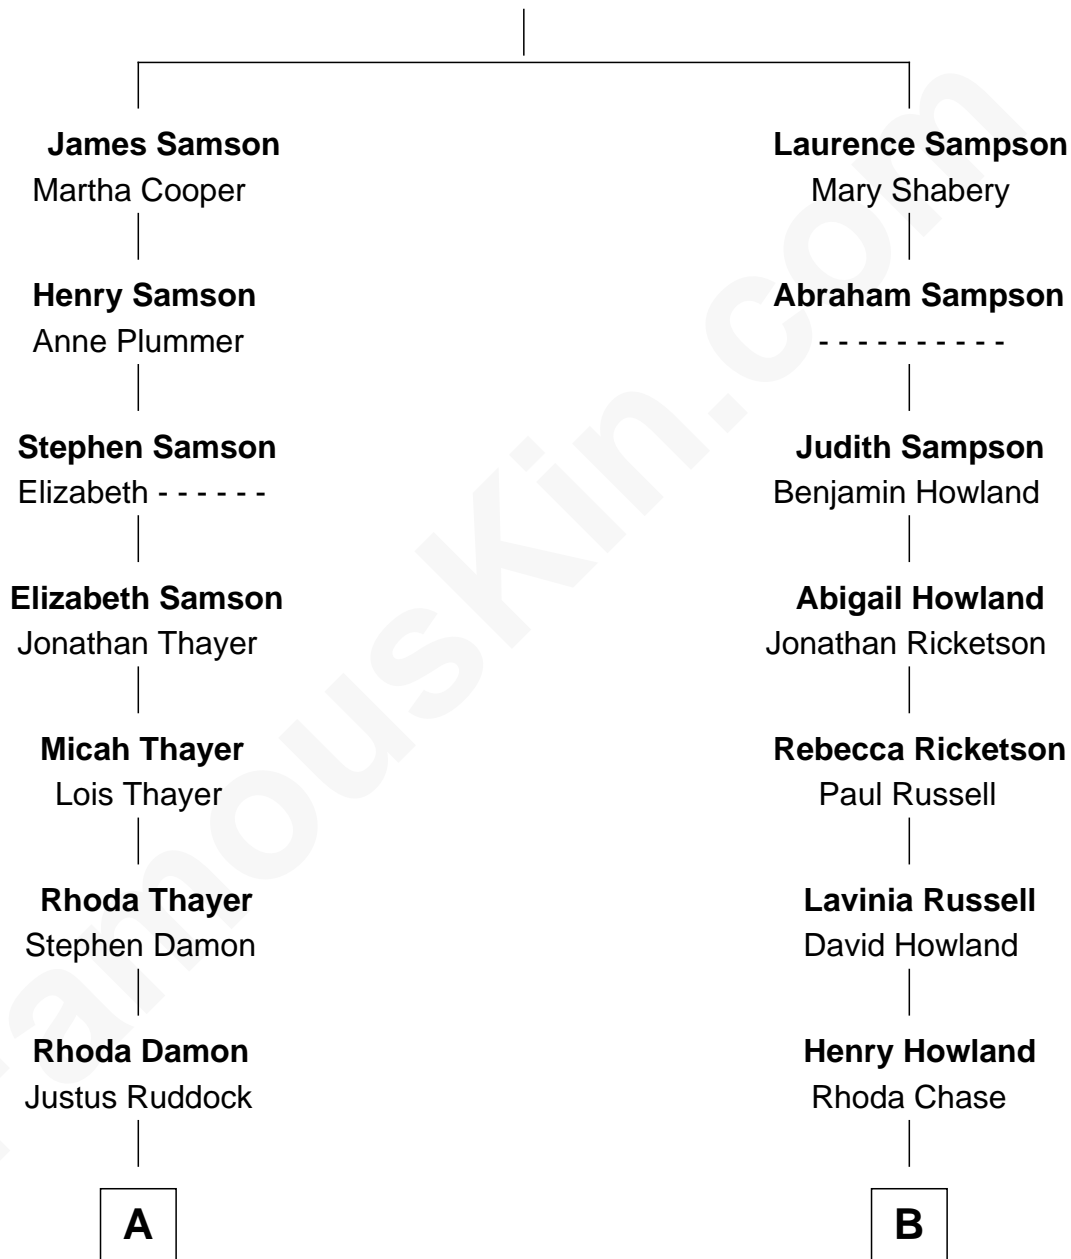 James Samson
Martha Cooper
Laurence Sampson
Mary Shabery
Henry Samson
Anne Plummer
Abraham Sampson
- - - - - - - - - -
Stephen Samson
Elizabeth - - - - - -
Judith Sampson
Benjamin Howland
Elizabeth Samson
Jonathan Thayer
Abigail Howland
Jonathan Ricketson
Micah Thayer
Lois Thayer
Rebecca Ricketson
Paul Russell
Rhoda Thayer
Stephen Damon
Lavinia Russell
David Howland
Rhoda Damon
Justus Ruddock
Henry Howland
Rhoda Chase
A
B
FamousKin.com